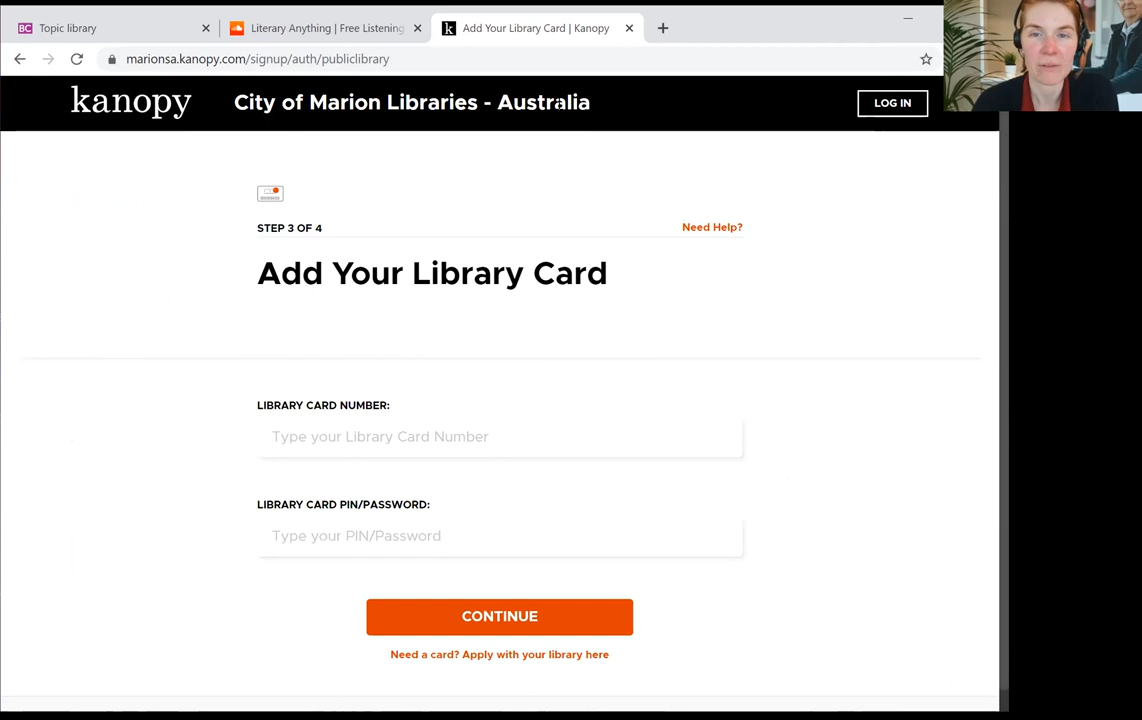 BC Topic library
Literary Anything | Free Listening
k Add Your Library Card | Kanopy
marionsa.kanopy.com/signup/auth/publiclibrary
kanopy
City of Marion Libraries - Australia
LOG IN
STEP 3 OF 4
Need Help?
Add Your Library Card
LIBRARY CARD NUMBER:
Type your Library Card Number
LIBRARY CARD PIN/PASSWORD:
Type your PIN/Password
CONTINUE
Need a card? Apply with your library here